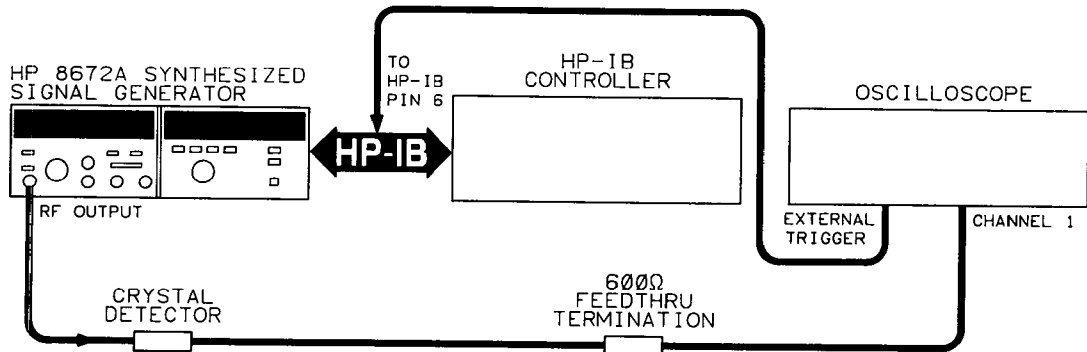 HP 8672A SYNTHESIZED
SIGNAL GENERATOR
TO
HP-IB
PIN 6
HP-IB
CONTROLLER
OSCILLOSCOPE
HP-IB
RF OUTPUT
EXTERNAL
TRIGGER
CHANNEL 1
CRYSTAL
DETECTOR
600Ω
FEEDTHRU
TERMINATION